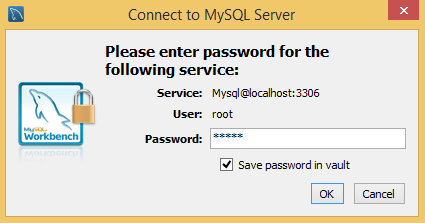 Connect to MySQL Server
Please enter password for the
following service:
Service: Mysql@localhost:3306
User: root
Password: *****
Save password in vault
MySQL
Workbench
OK Cancel